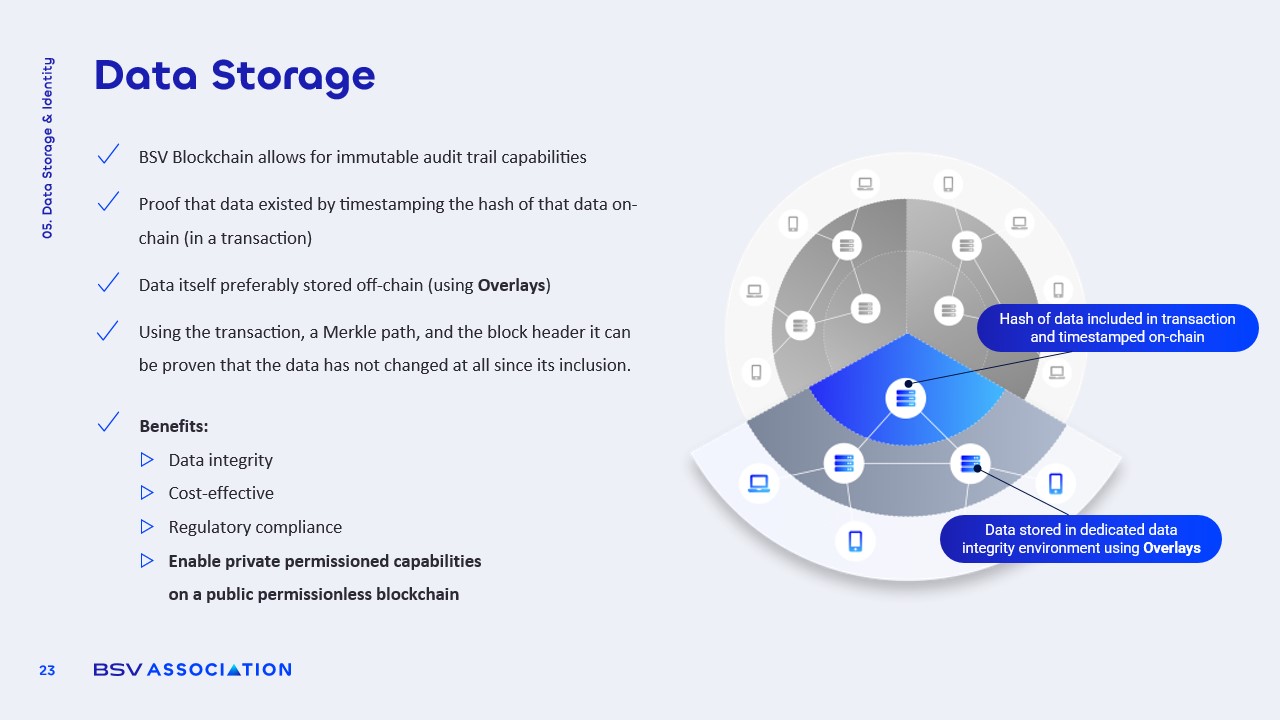 05. Data Storage & Identity
Data Storage
BSV Blockchain allows for immutable audit trail capabilities
Proof that data existed by timestamping the hash of that data on-
chain (in a transaction)
Data itself preferably stored off-chain (using Overlays)
Using the transaction, a Merkle path, and the block header it can
be proven that the data has not changed at all since its inclusion.
Benefits:
Data integrity
Cost-effective
Regulatory compliance
Enable private permissioned capabilities
on a public permissionless blockchain
Hash of data included in transaction
and timestamped on-chain
Data stored in dedicated data
integrity environment using Overlays
23
BSV ASSOCIATION